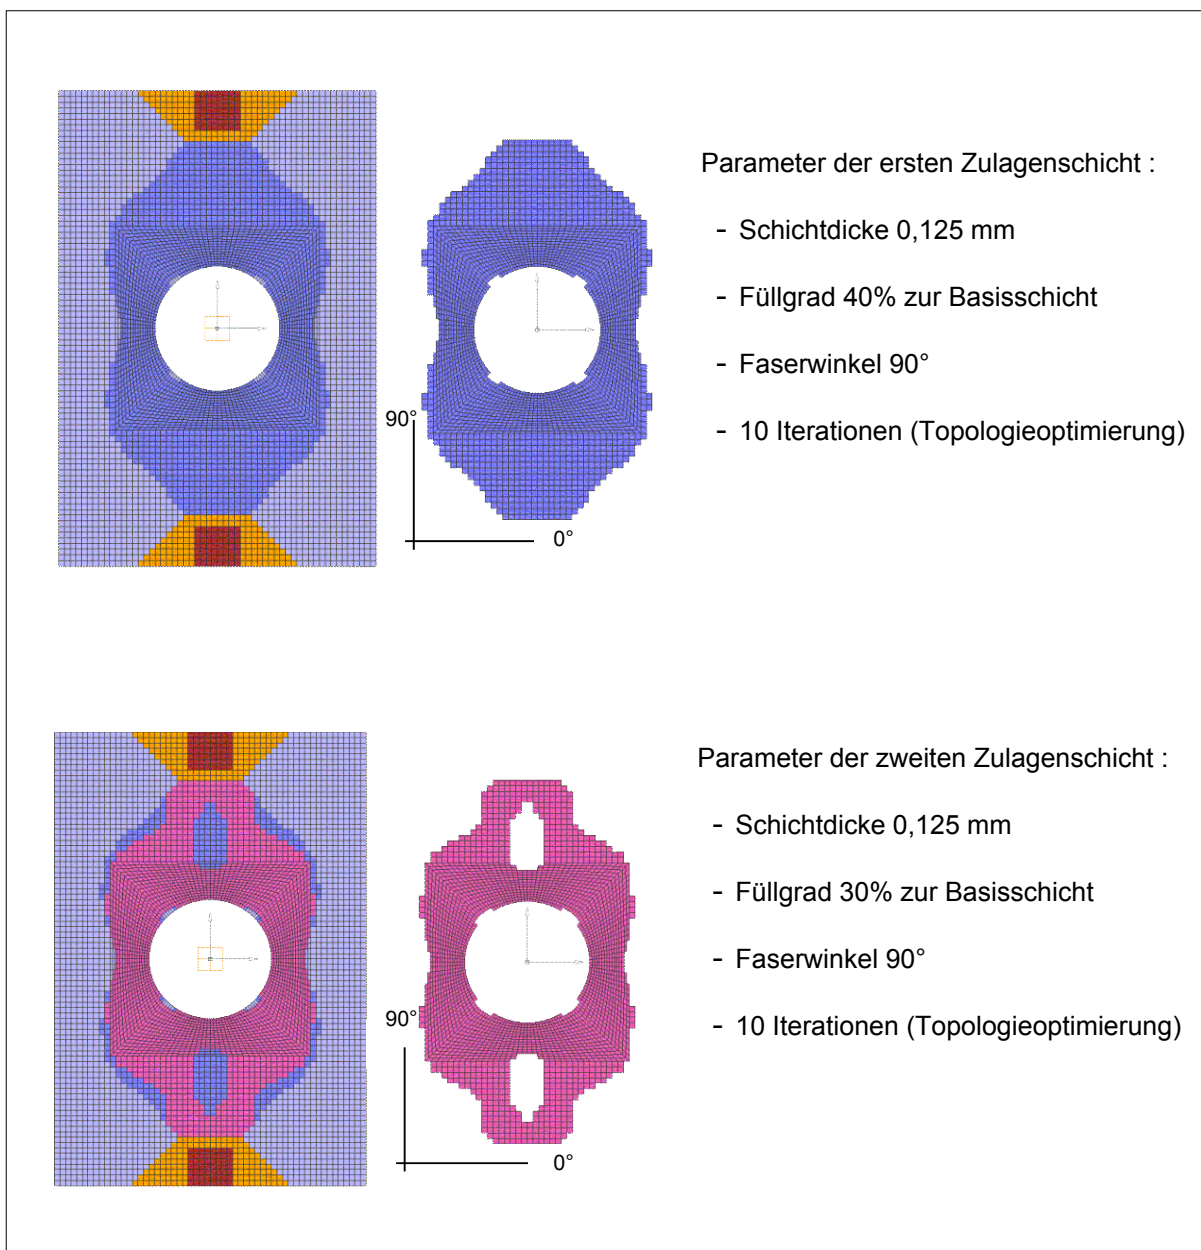 Parameter der ersten Zulagenschicht :
- Schichtdicke 0,125 mm
- Füllgrad 40% zur Basisschicht
- Faserwinkel 90°
- 10 Iterationen (Topologieoptimierung)
90°
0°
Parameter der zweiten Zulagenschicht :
- Schichtdicke 0,125 mm
- Füllgrad 30% zur Basisschicht
- Faserwinkel 90°
- 10 Iterationen (Topologieoptimierung)
90°
0°